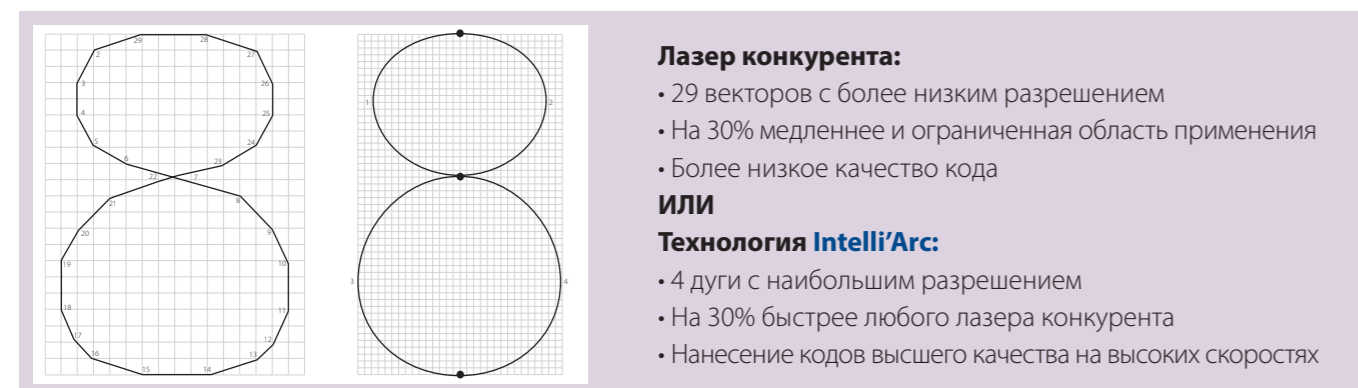 29 28
2 27
3 26
4 25
5 24
6 23
22 7
21 8
20 9
19 10
18 11
17 12
16 13
15 14
1 2
3 4
Лазер конкурента:
• 29 векторов с более низким разрешением
• На 30% медленнее и ограниченная область применения
• Более низкое качество кода
ИЛИ
Технология Intelli’Arc:
• 4 дуги с наибольшим разрешением
• На 30% быстрее любого лазера конкурента
• Нанесение кодов высшего качества на высоких скоростях